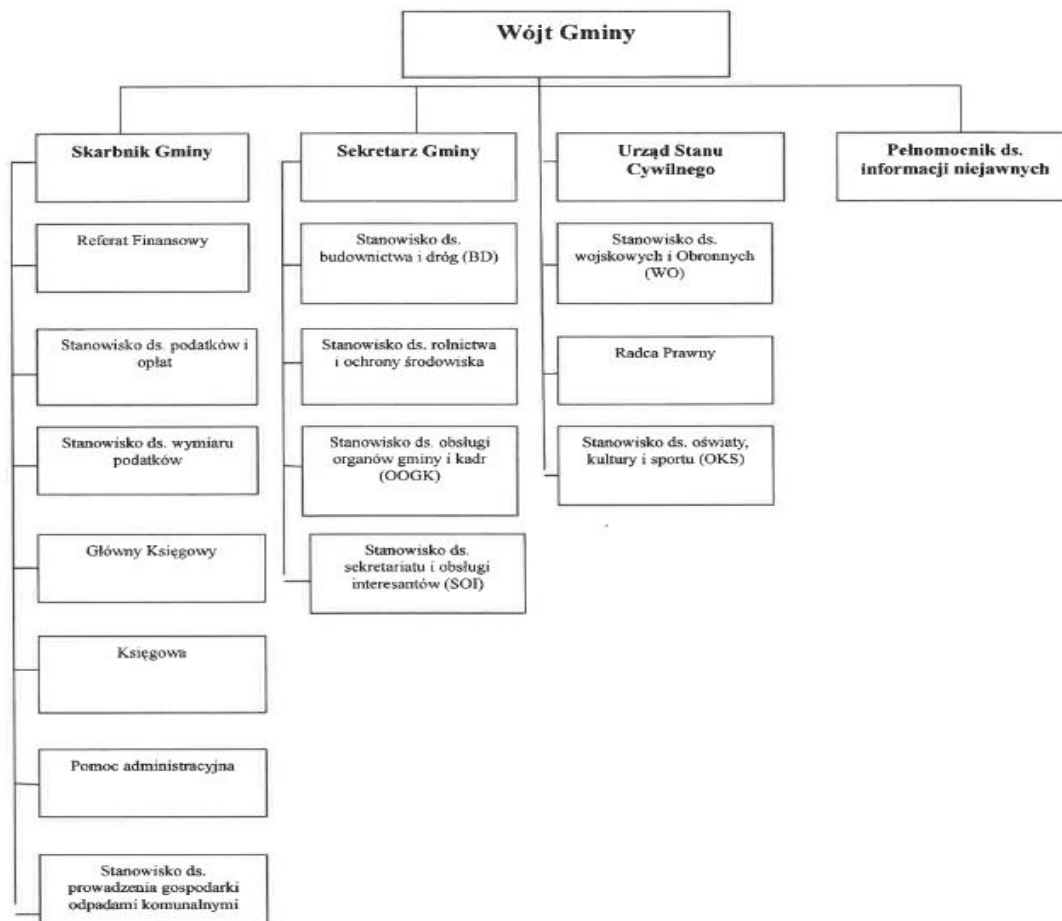 Wójt Gminy
Skarbnik Gminy
Referat Finansowy
Stanowisko ds. podatków i
opłat
Stanowisko ds. wymiaru
podatków
Główny Księgowy
Księgowa
Pomoc administracyjna
Stanowisko ds.
prowadzenia gospodarki
odpadami komunalnymi
Sekretarz Gminy
Stanowisko ds.
budownictwa i dróg (BD)
Stanowisko ds. rolnictwa
i ochrony środowiska
Stanowisko ds. obsługi
organów gminy i kadr
(OOGK)
Stanowisko ds.
sekretariatu i obsługi
interesantów (SOI)
Urząd Stanu
Cywilnego
Stanowisko ds.
wojskowych i Obronnych
(WO)
Radca Prawny
Stanowisko ds. oświaty,
kultury i sportu (OKS)
Pełnomocnik ds.
informacji niejawnych